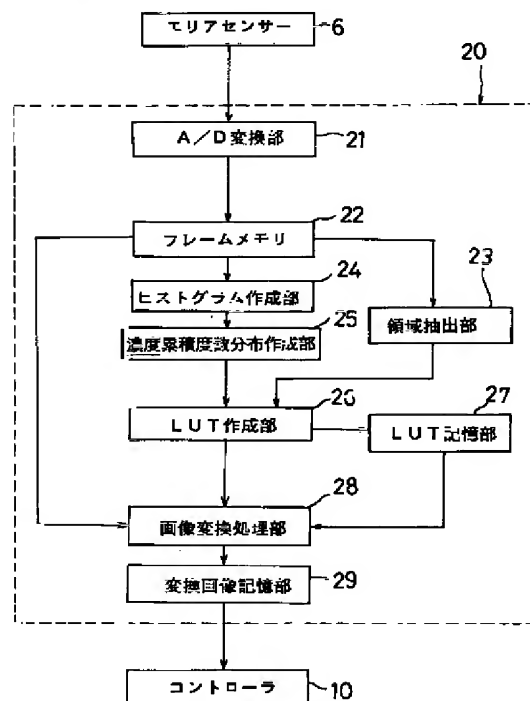 エリアセンサー 6
20
A/D変換部 21
フレームメモリ 22
ヒストグラム作成部 24
領域抽出部 23
濃度累積度数分布作成部 25
LUT作成部 26
LUT記憶部 27
画像変換処理部 28
変換画像記憶部 29
コントローラ 10